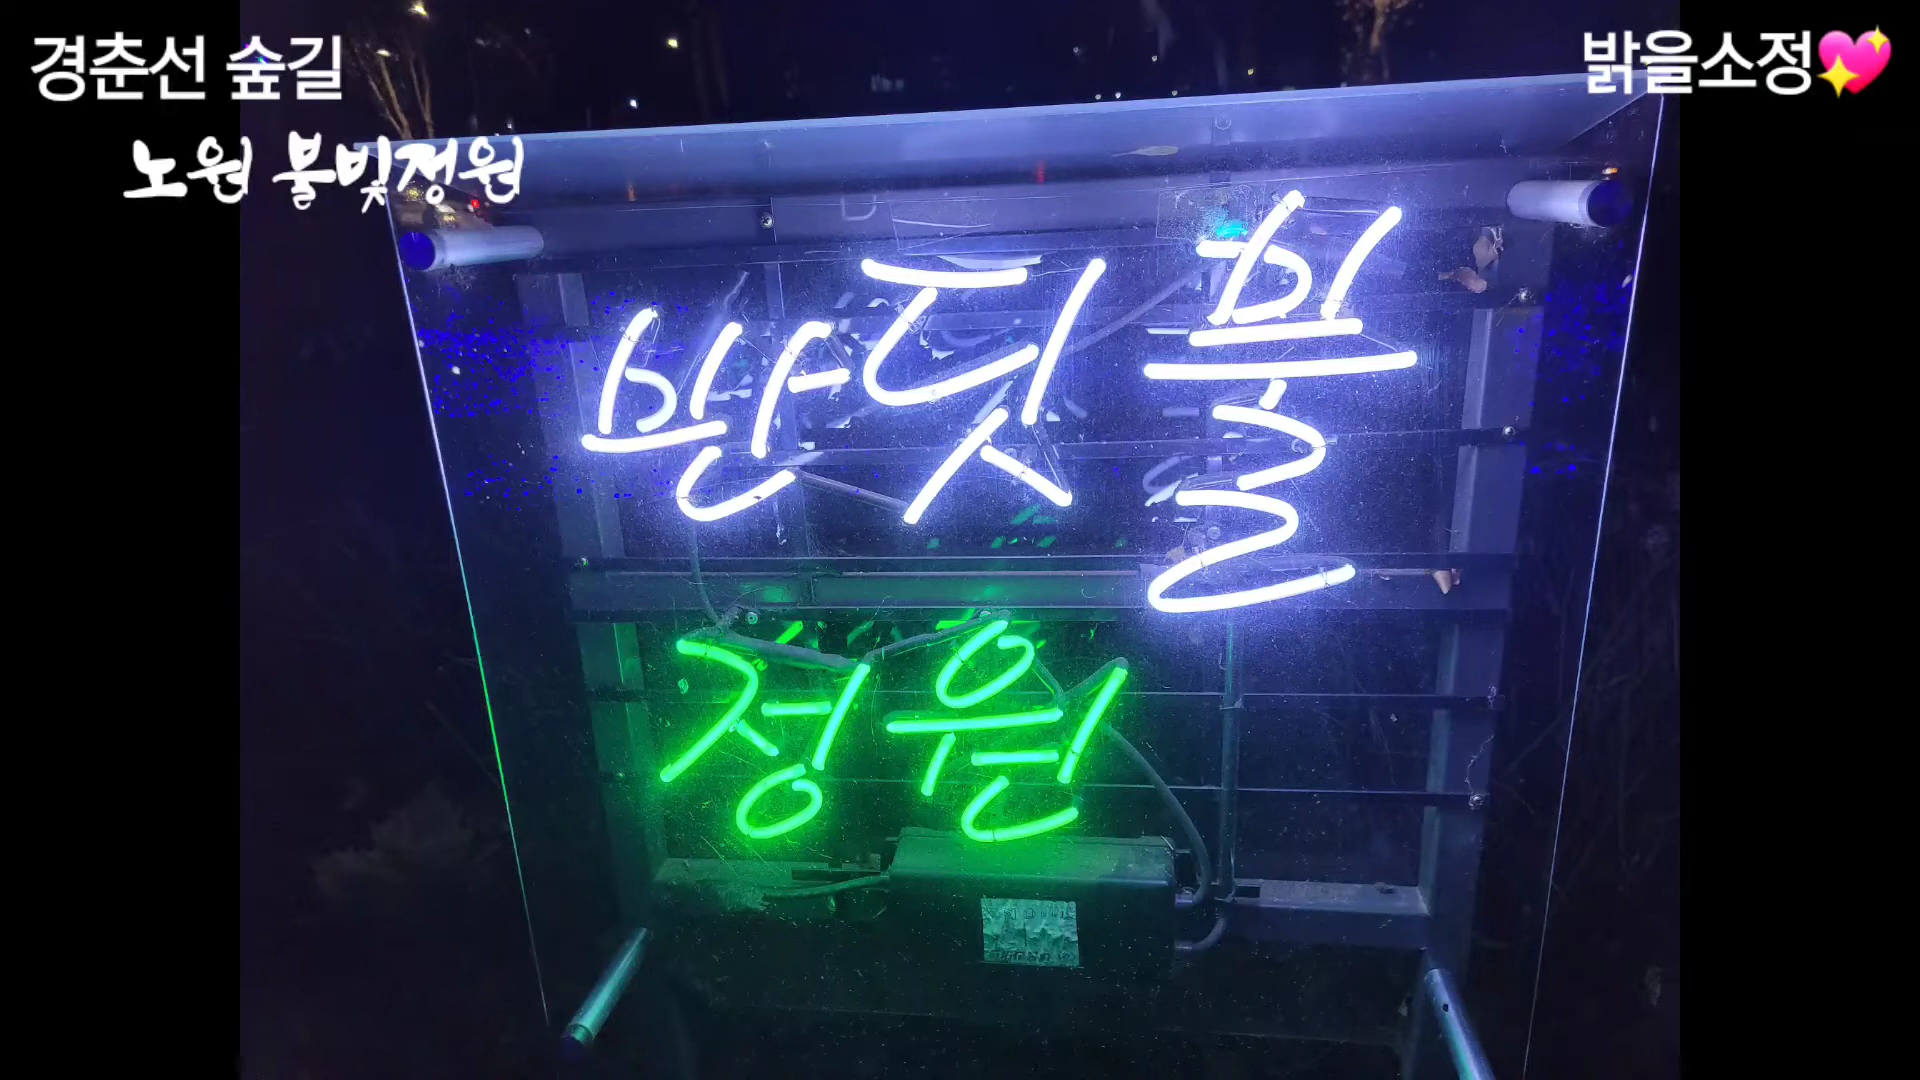 경춘선 숲길
노원 불빛정원
밝을소정💖
반딧불
정원